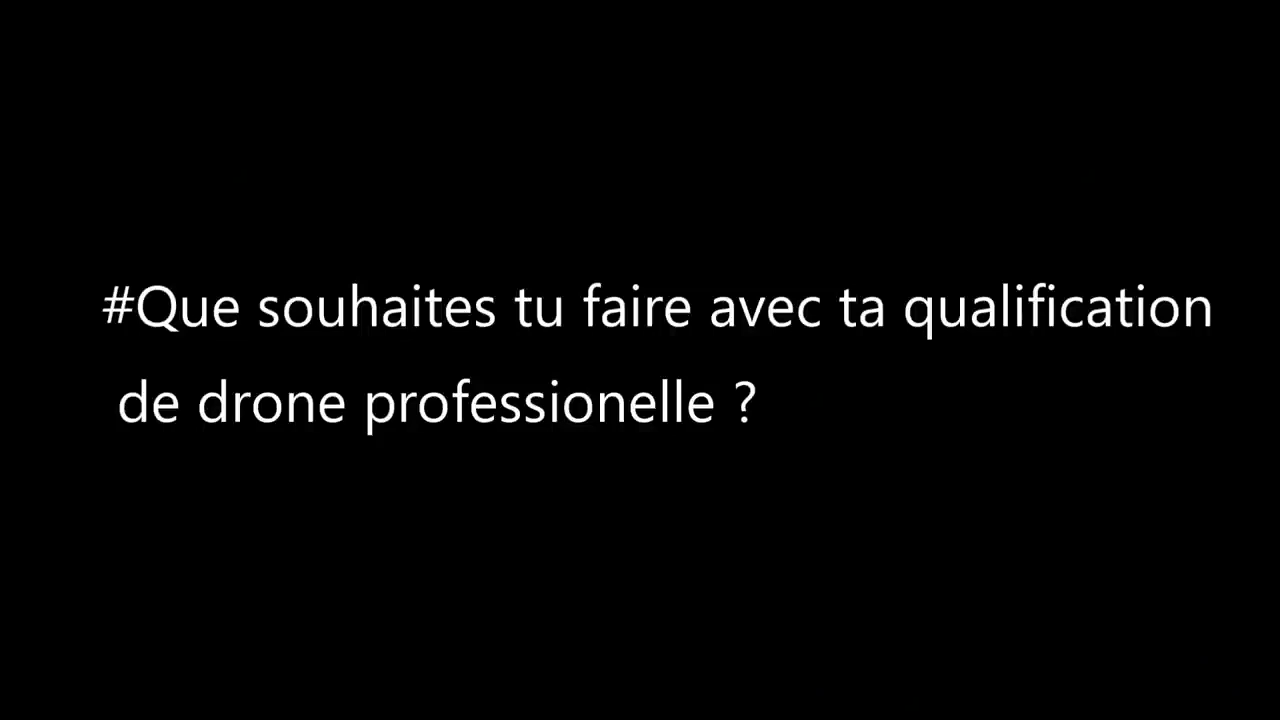 #Que souhaites tu faire avec ta qualification
de drone professionelle ?